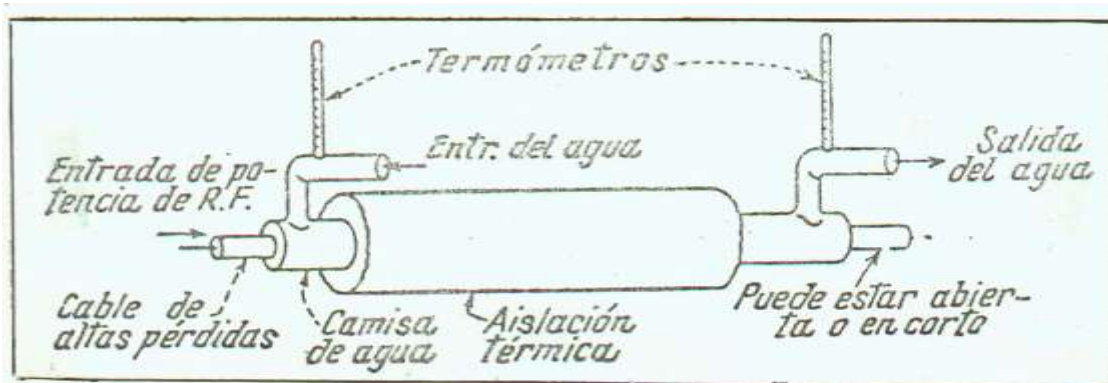 Termómetros
Entr. del agua
Salida
del agua
Entrada de po-
tencia de R.F.
Cable de
altas pérdidas
Camisa
de agua
Aislación
térmica
Puede estar abier-
ta o en corto